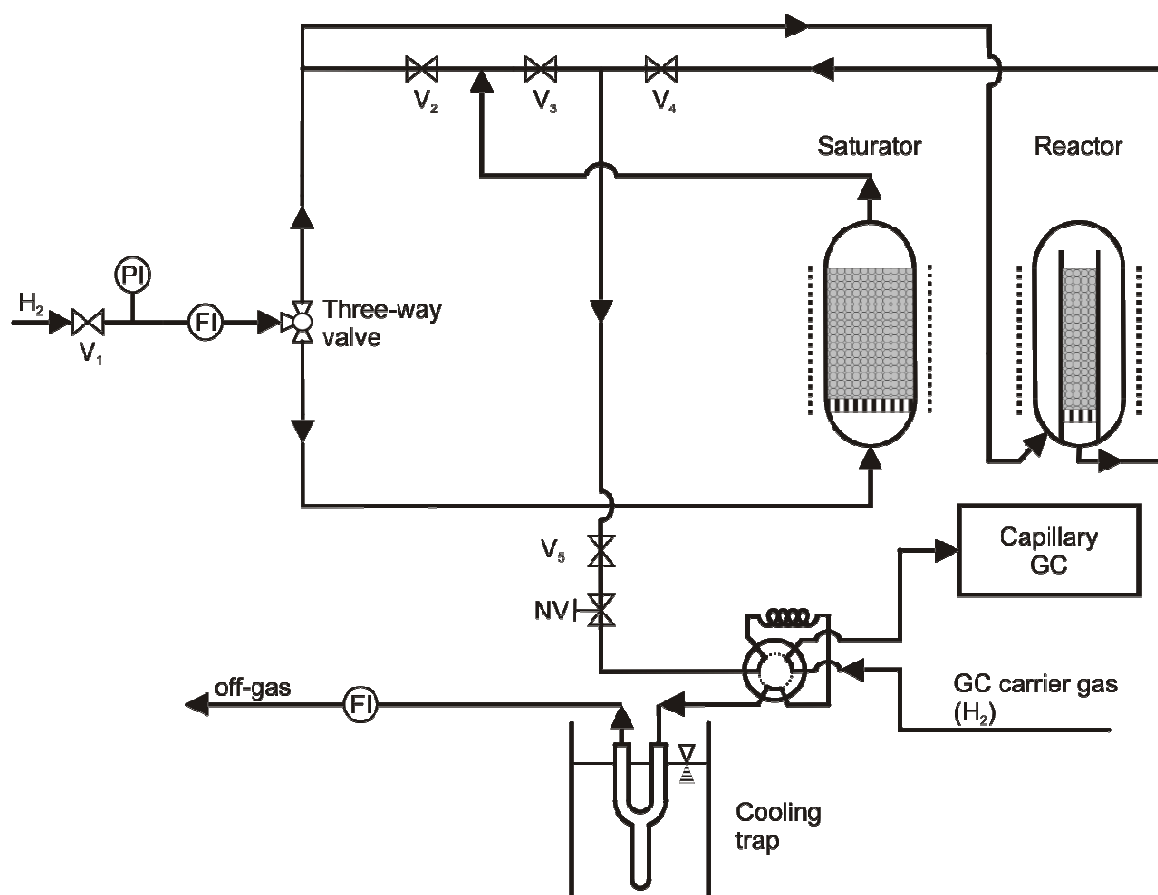 V₂
V₃
V₄
Saturator
Reactor
PI
H₂
FI
Three-way
valve
V₁
V₅
Capillary
GC
NV
off-gas
FI
GC carrier gas
(H₂)
Cooling
trap